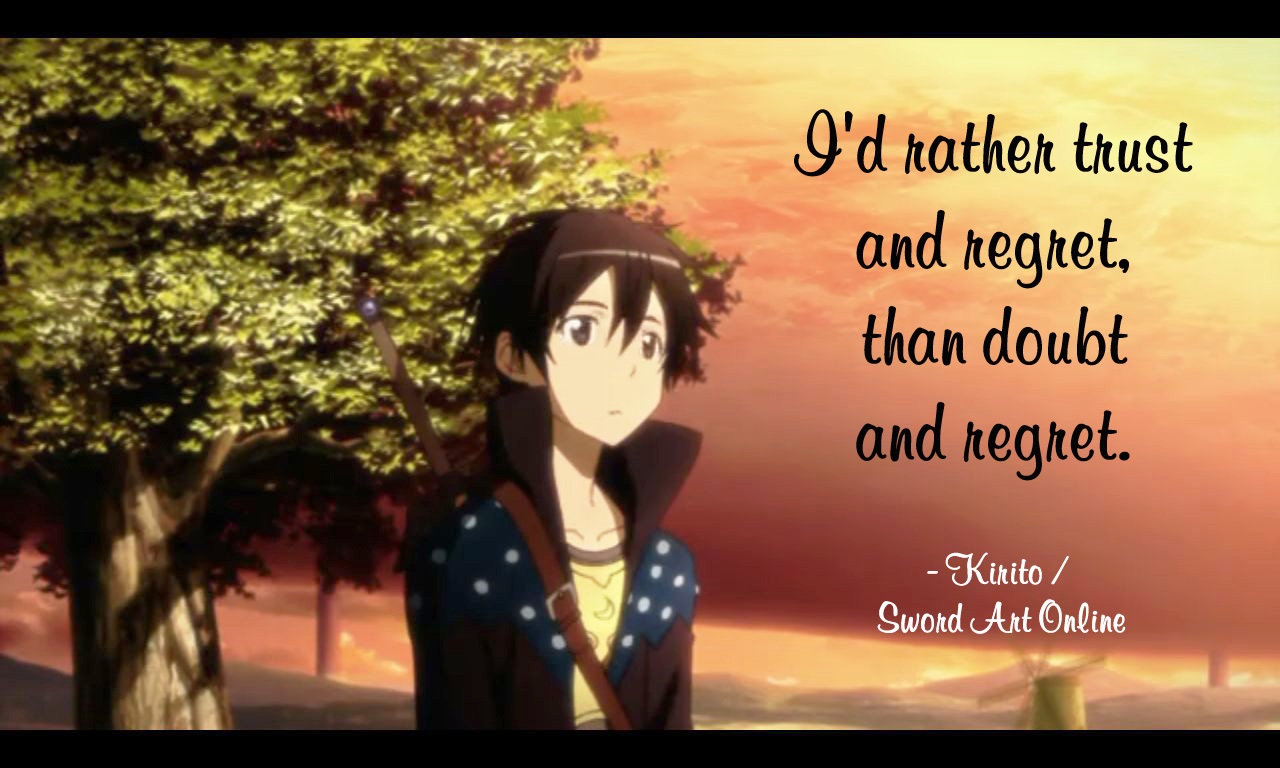 I'd rather trust
and regret,
than doubt
and regret.
- Kirito /
Sword Art Online